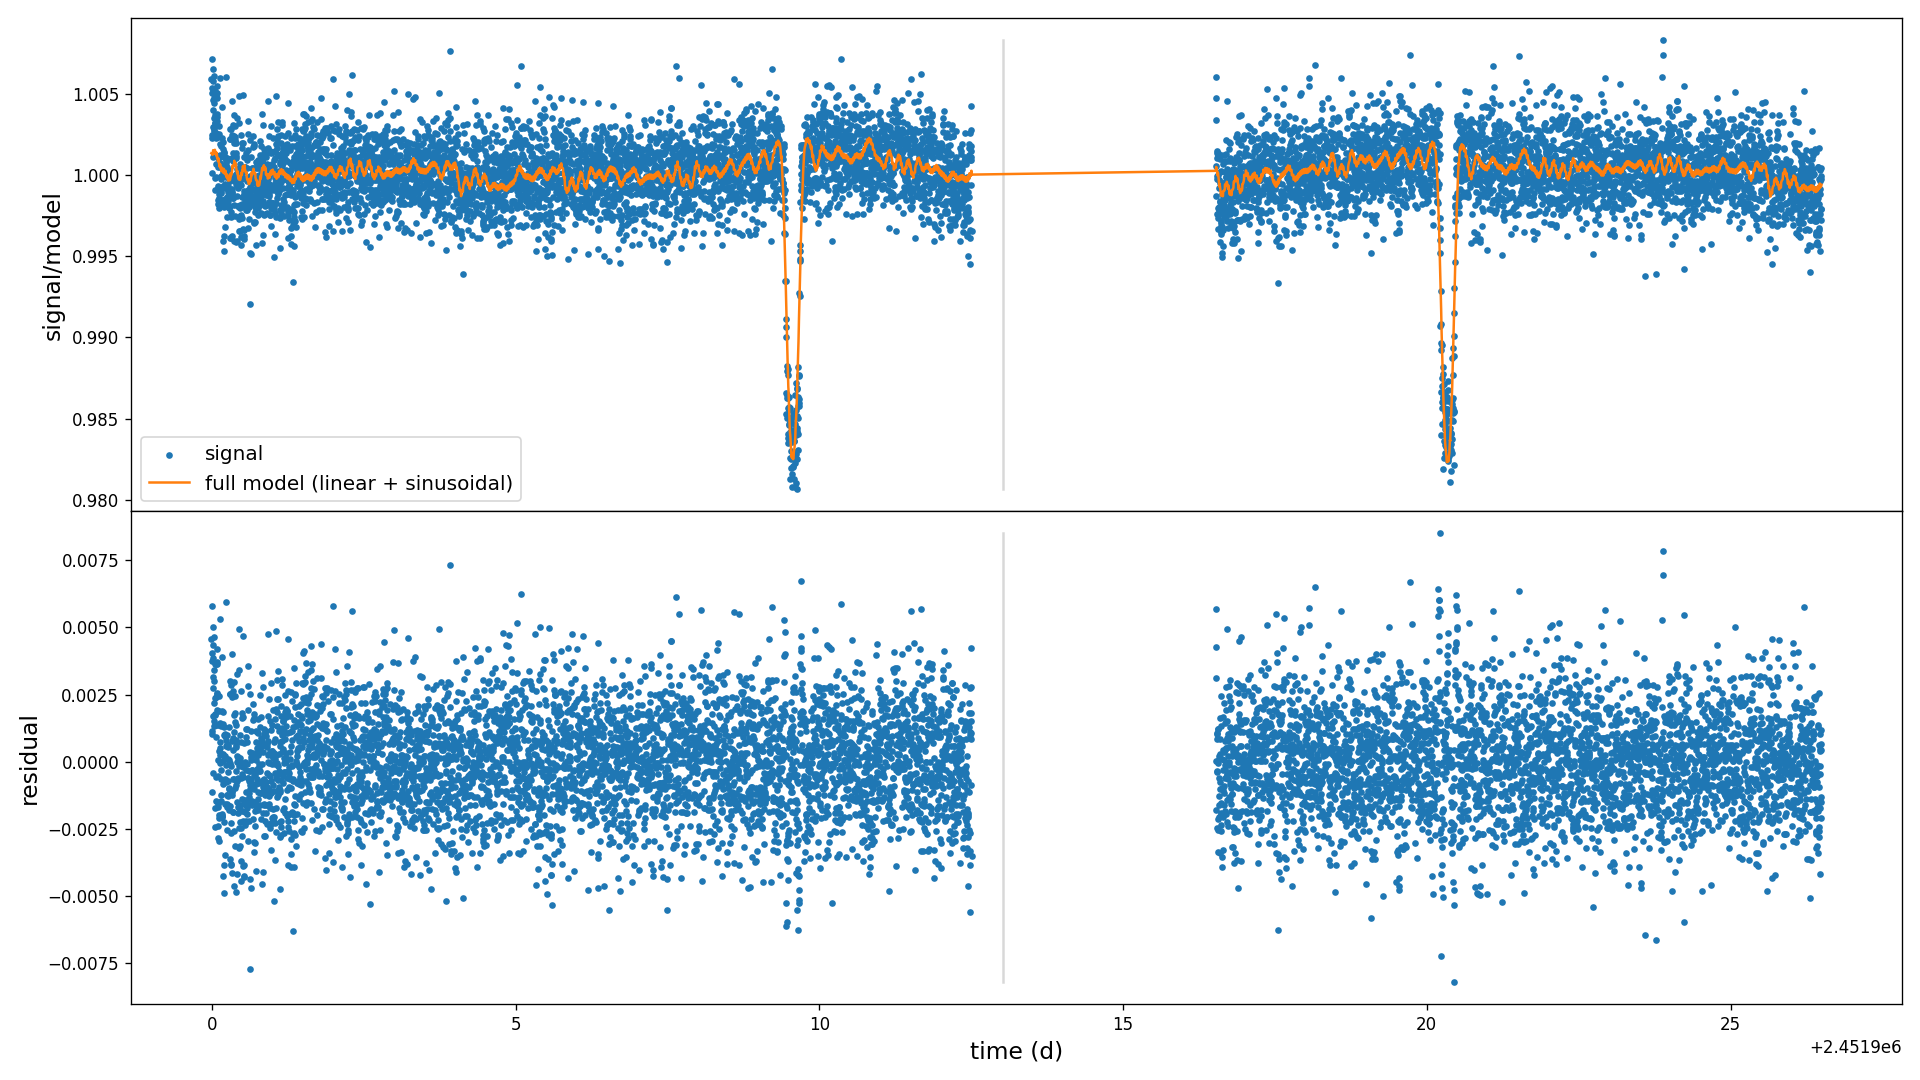 signal/model
1.005
1.000
0.995
0.990
0.985
0.980
signal
full model (linear + sinusoidal)
residual
0.0075
0.0050
0.0025
0.0000
−0.0025
−0.0050
−0.0075
0 5 10 15 20 25
time (d)
+2.4519e6